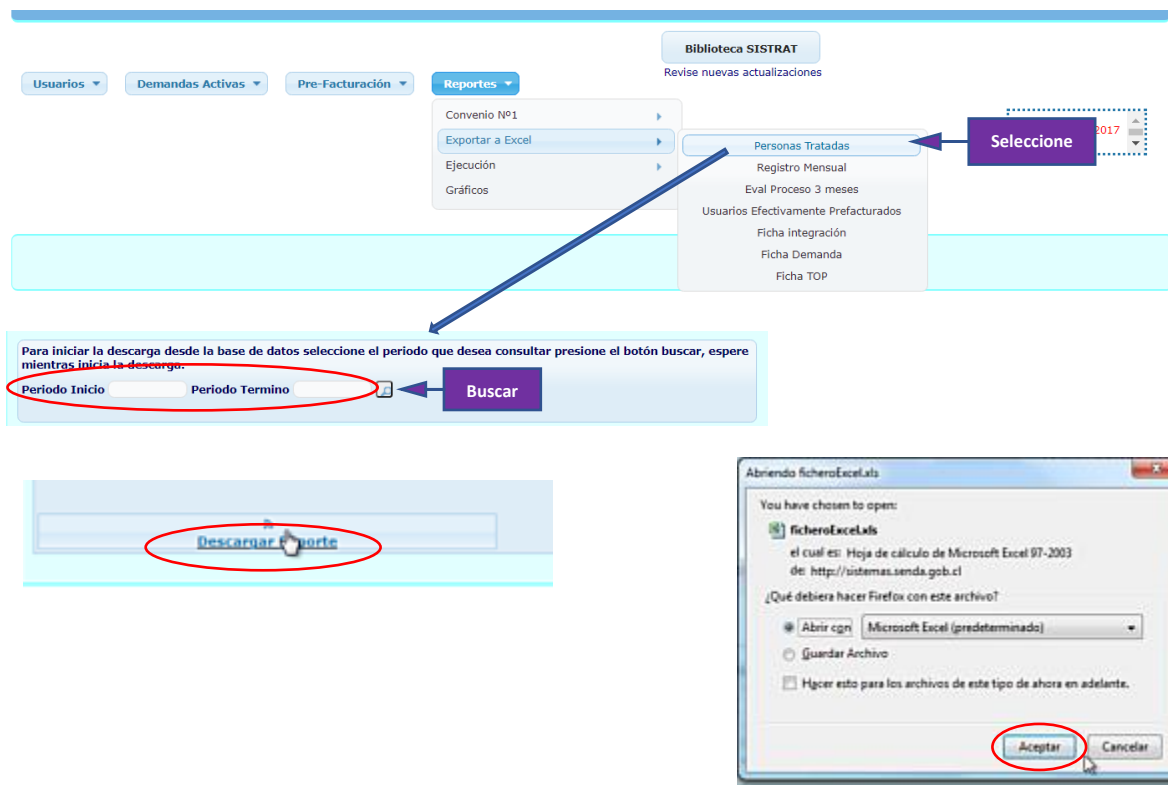 Biblioteca SISTRAT
Revise nuevas actualizaciones
Usuarios
Demandas Activas
Pre-Facturación
Reportes
Convenio Nº1
Exportar a Excel
Ejecución
Gráficos
Personas Tratadas
Registro Mensual
Eval Proceso 3 meses
Usuarios Efectivamente Prefacturados
Ficha integración
Ficha Demanda
Ficha TOP
Seleccione
2017
Para iniciar la descarga desde la base de datos seleccione el periodo que desea consultar presione el botón buscar, espere
mientras inicia la descarga.
Periodo Inicio
Periodo Termino
Buscar
Descargar Reporte
Abriendo ficheroExcel.xls
You have chosen to open:
ficheroExcel.xls
el cual es: Hoja de cálculo de Microsoft Excel 97-2003
de: http://sistemas.senda.gob.cl
¿Qué debiera hacer Firefox con este archivo?
Abrir con
Microsoft Excel (predeterminado)
Guardar Archivo
Hacer esto para los archivos de este tipo de ahora en adelante.
Aceptar
Cancelar